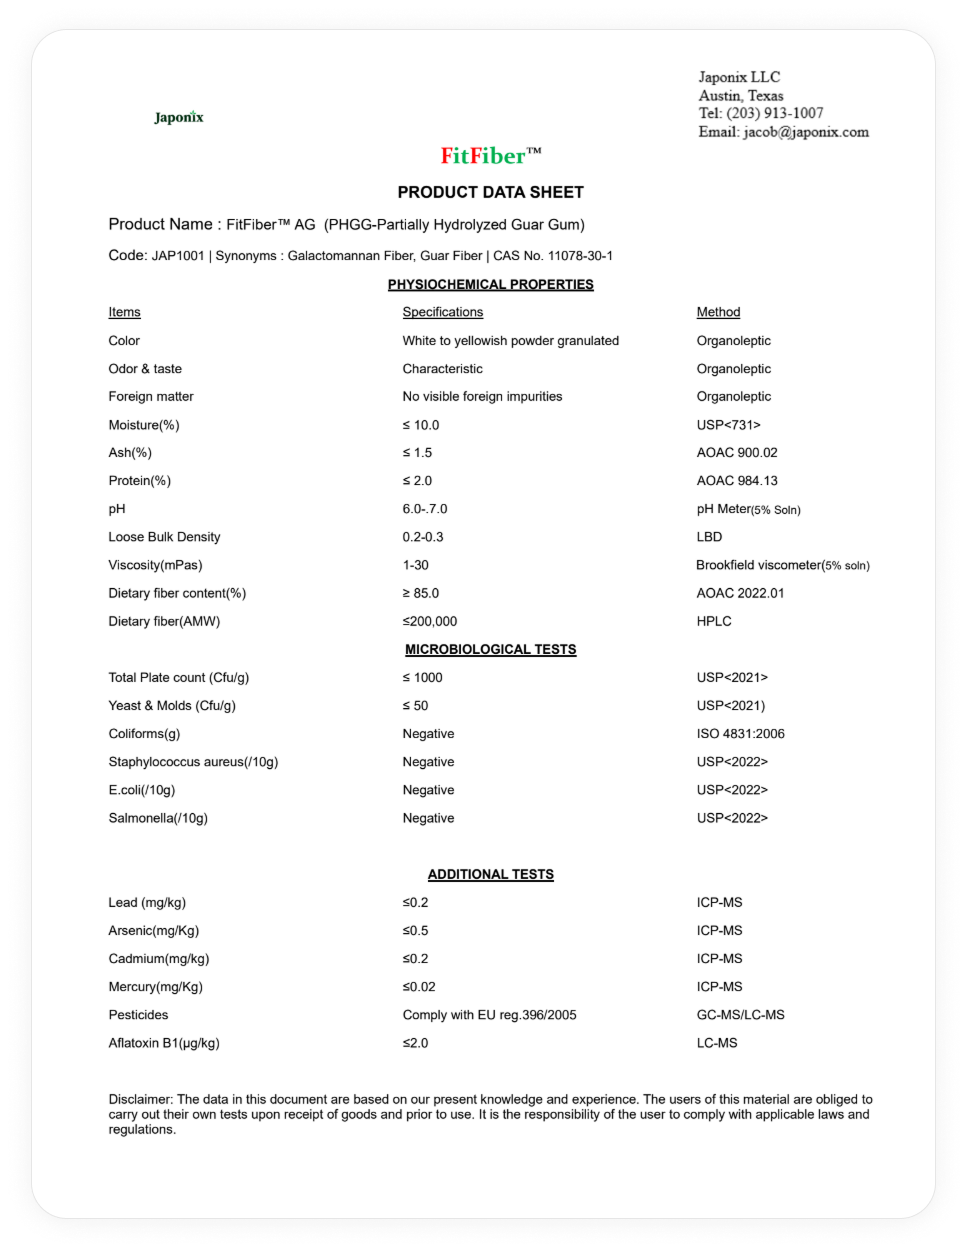 Japonix LLC
Austin, Texas
Tel: (203) 913-1007
Email: jacob@japonix.com
Japonix
FitFiber™
PRODUCT DATA SHEET
Product Name : FitFiber™ AG (PHGG-Partially Hydrolyzed Guar Gum)
Code: JAP1001 | Synonyms : Galactomannan Fiber, Guar Fiber | CAS No. 11078-30-1
PHYSIOCHEMICAL PROPERTIES
Items Specifications Method
Color White to yellowish powder granulated Organoleptic
Odor & taste Characteristic Organoleptic
Foreign matter No visible foreign impurities Organoleptic
Moisture(%) ≤ 10.0 USP<731>
Ash(%) ≤ 1.5 AOAC 900.02
Protein(%) ≤ 2.0 AOAC 984.13
pH 6.0-.7.0 pH Meter(5% Soln)
Loose Bulk Density 0.2-0.3 LBD
Viscosity(mPas) 1-30 Brookfield viscometer(5% soln)
Dietary fiber content(%) ≥ 85.0 AOAC 2022.01
Dietary fiber(AMW) ≤200,000 HPLC
MICROBIOLOGICAL TESTS
Total Plate count (Cfu/g) ≤ 1000 USP<2021>
Yeast & Molds (Cfu/g) ≤ 50 USP<2021)
Coliforms(g) Negative ISO 4831:2006
Staphylococcus aureus(/10g) Negative USP<2022>
E.coli(/10g) Negative USP<2022>
Salmonella(/10g) Negative USP<2022>
ADDITIONAL TESTS
Lead (mg/kg) ≤0.2 ICP-MS
Arsenic(mg/Kg) ≤0.5 ICP-MS
Cadmium(mg/kg) ≤0.2 ICP-MS
Mercury(mg/Kg) ≤0.02 ICP-MS
Pesticides Comply with EU reg.396/2005 GC-MS/LC-MS
Aflatoxin B1(µg/kg) ≤2.0 LC-MS
Disclaimer: The data in this document are based on our present knowledge and experience. The users of this material are obliged to
carry out their own tests upon receipt of goods and prior to use. It is the responsibility of the user to comply with applicable laws and
regulations.